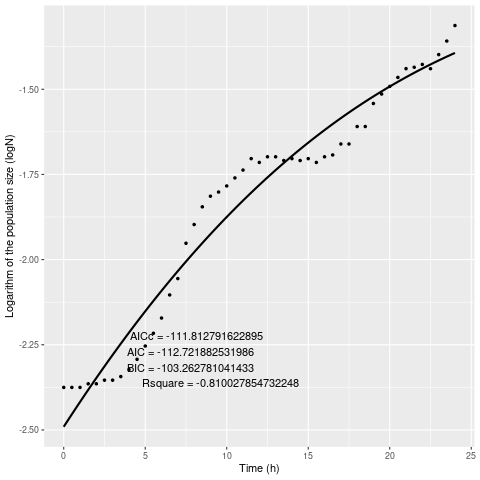 -1.50
-1.75
-2.00
-2.25
-2.50
Logarithm of the population size (logN)
AICc = -111.812791622895
AIC = -112.721882531986
BIC = -103.262781041433
Rsquare = -0.810027854732248
0 5 10 15 20 25
Time (h)